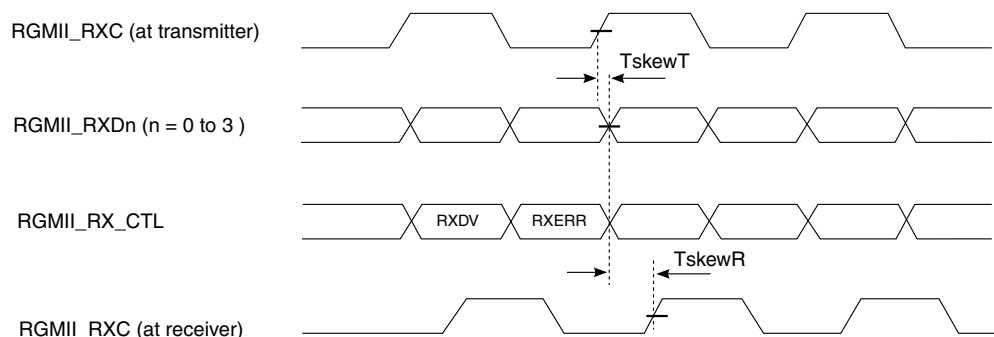 RGMII_RXC (at transmitter)
TskewT
RGMII_RXDn (n = 0 to 3 )
RGMII_RX_CTL
RXDV
RXERR
TskewR
RGMII_RXC (at receiver)